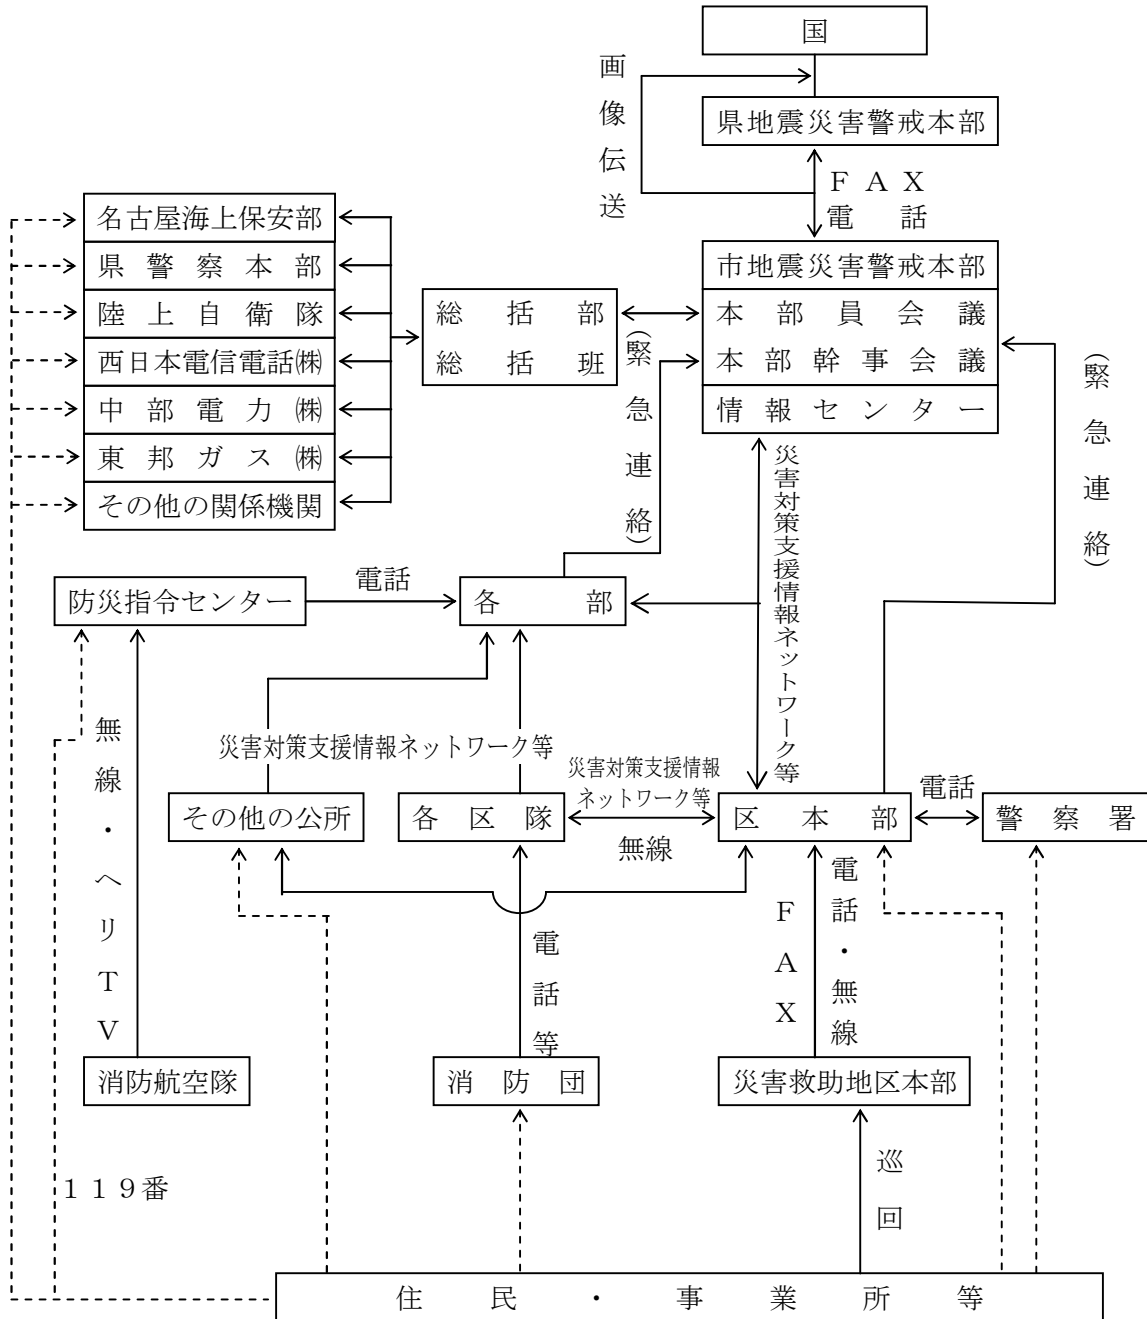 国
画像伝送
県地震災害警戒本部
ＦＡＸ
電話
名古屋海上保安部
県警察本部
陸上自衛隊
西日本電信電話㈱
中部電力㈱
東邦ガス㈱
その他の関係機関
総括部
総括班
市地震災害警戒本部
本部員会議
本部幹事会議
情報センター
(緊急連絡)
(緊急連絡)
災害対策支援情報ネットワーク等
防災指令センター
電話
各部
無線・ヘリＴＶ
災害対策支援情報ネットワーク等
災害対策支援情報
ネットワーク等
その他の公所
各区隊
無線
区本部
電話
警察署
電話等
ＦＡＸ
電話・無線
消防航空隊
消防団
災害救助地区本部
１１９番
巡回
住民・事業所等